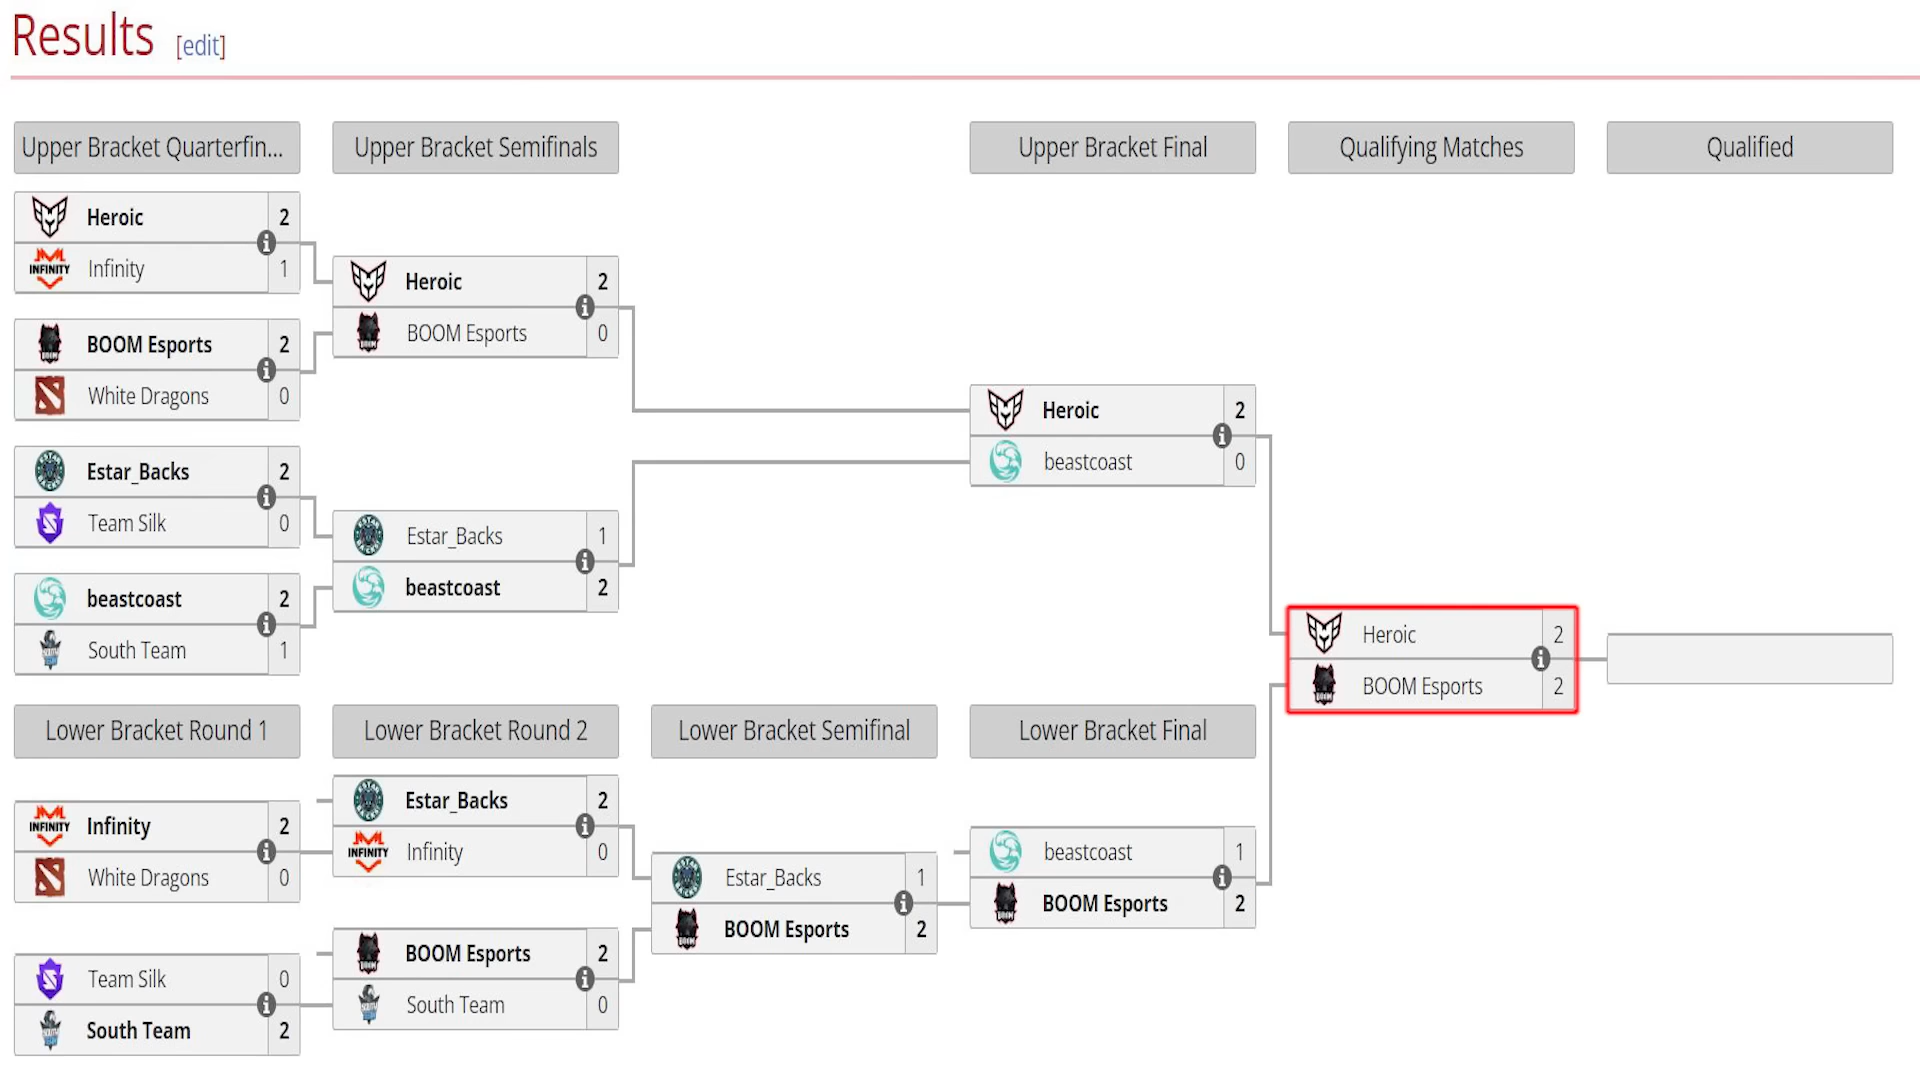 Results [edit]
Upper Bracket Quarterfin...
Upper Bracket Semifinals
Upper Bracket Final
Qualifying Matches
Qualified
Heroic 2
Infinity 1
BOOM Esports 2
White Dragons 0
Estar_Backs 2
Team Silk 0
beastcoast 2
South Team 1
Heroic 2
BOOM Esports 0
Estar_Backs 1
beastcoast 2
Heroic 2
beastcoast 0
Heroic 2
BOOM Esports 2
Lower Bracket Round 1
Lower Bracket Round 2
Lower Bracket Semifinal
Lower Bracket Final
Infinity 2
White Dragons 0
Team Silk 0
South Team 2
Estar_Backs 2
Infinity 0
BOOM Esports 2
South Team 0
Estar_Backs 1
BOOM Esports 2
beastcoast 1
BOOM Esports 2